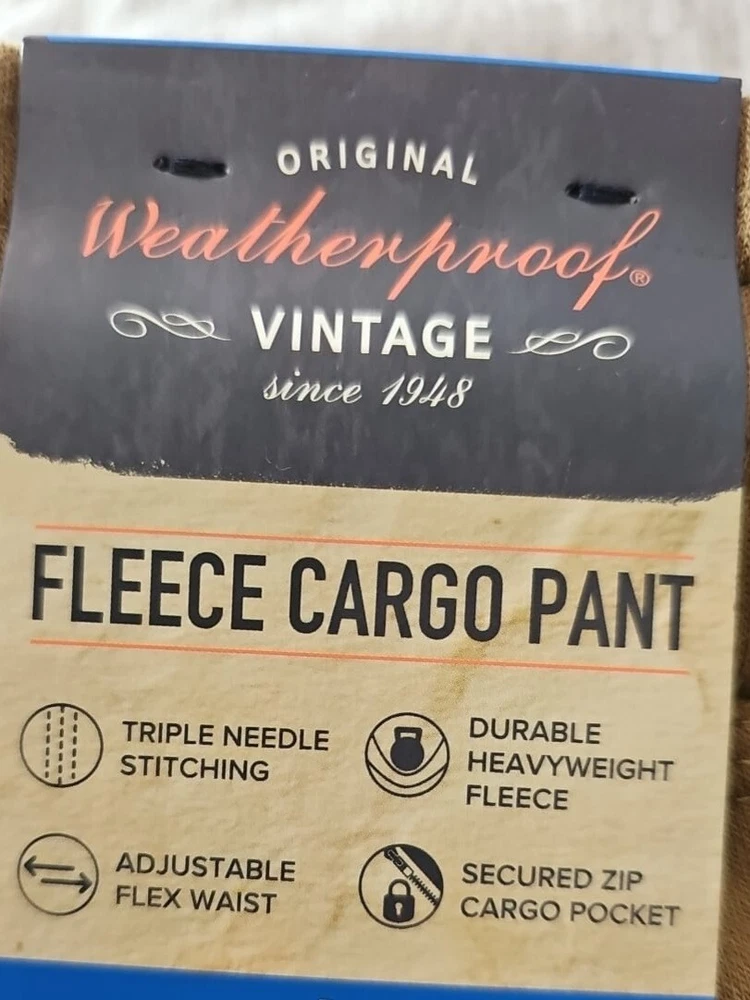 ORIGINAL
Weatherproof®
VINTAGE
since 1948
FLEECE CARGO PANT
TRIPLE NEEDLE
STITCHING
DURABLE
HEAVYWEIGHT
FLEECE
ADJUSTABLE
FLEX WAIST
SECURED ZIP
CARGO POCKET